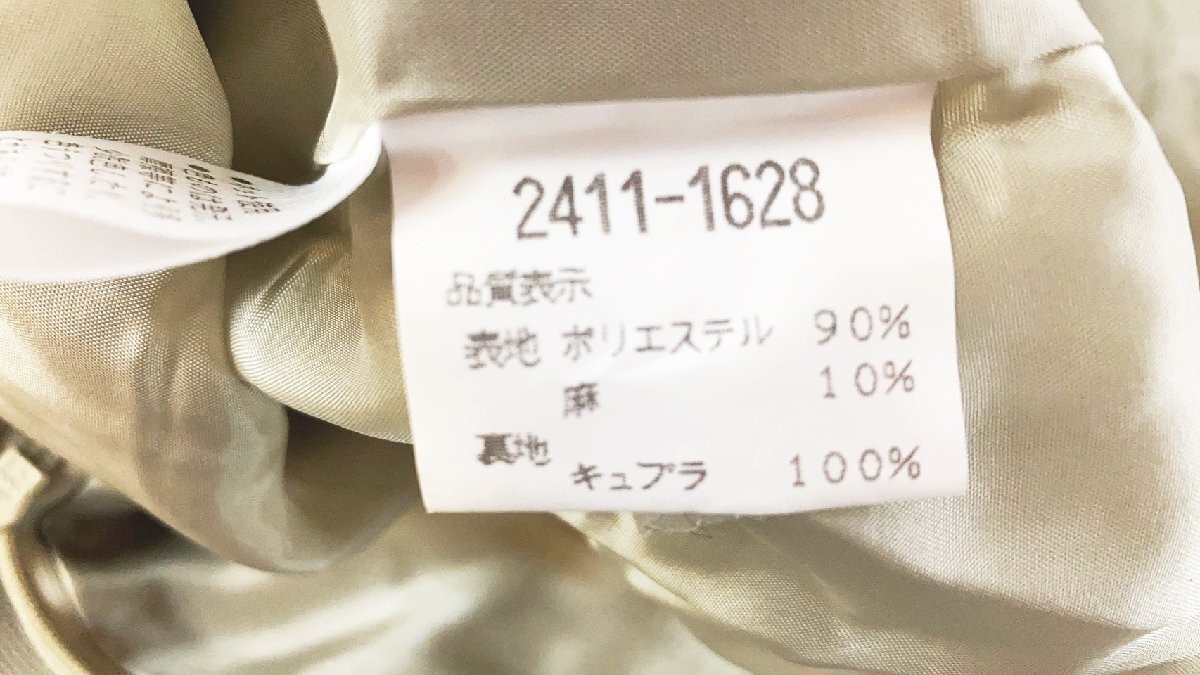 2411-1628
品質表示
表地 ポリエステル 90%
麻 10%
裏地 キュプラ 100%